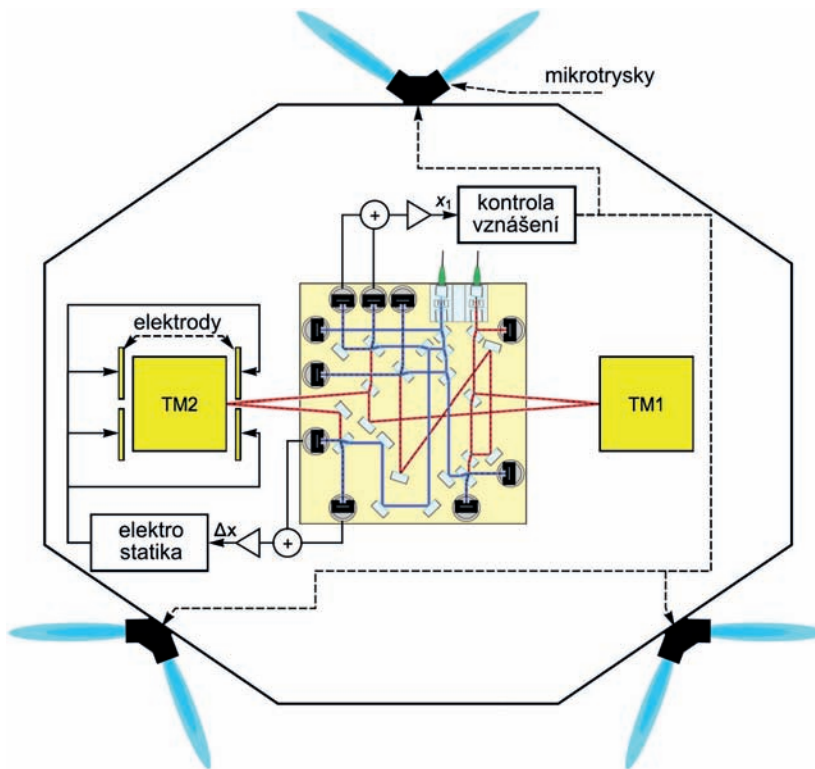 mikrotrysky
x1
kontrola
vznášení
+
elektrody
TM2
TM1
elektro
statika
Δx
+